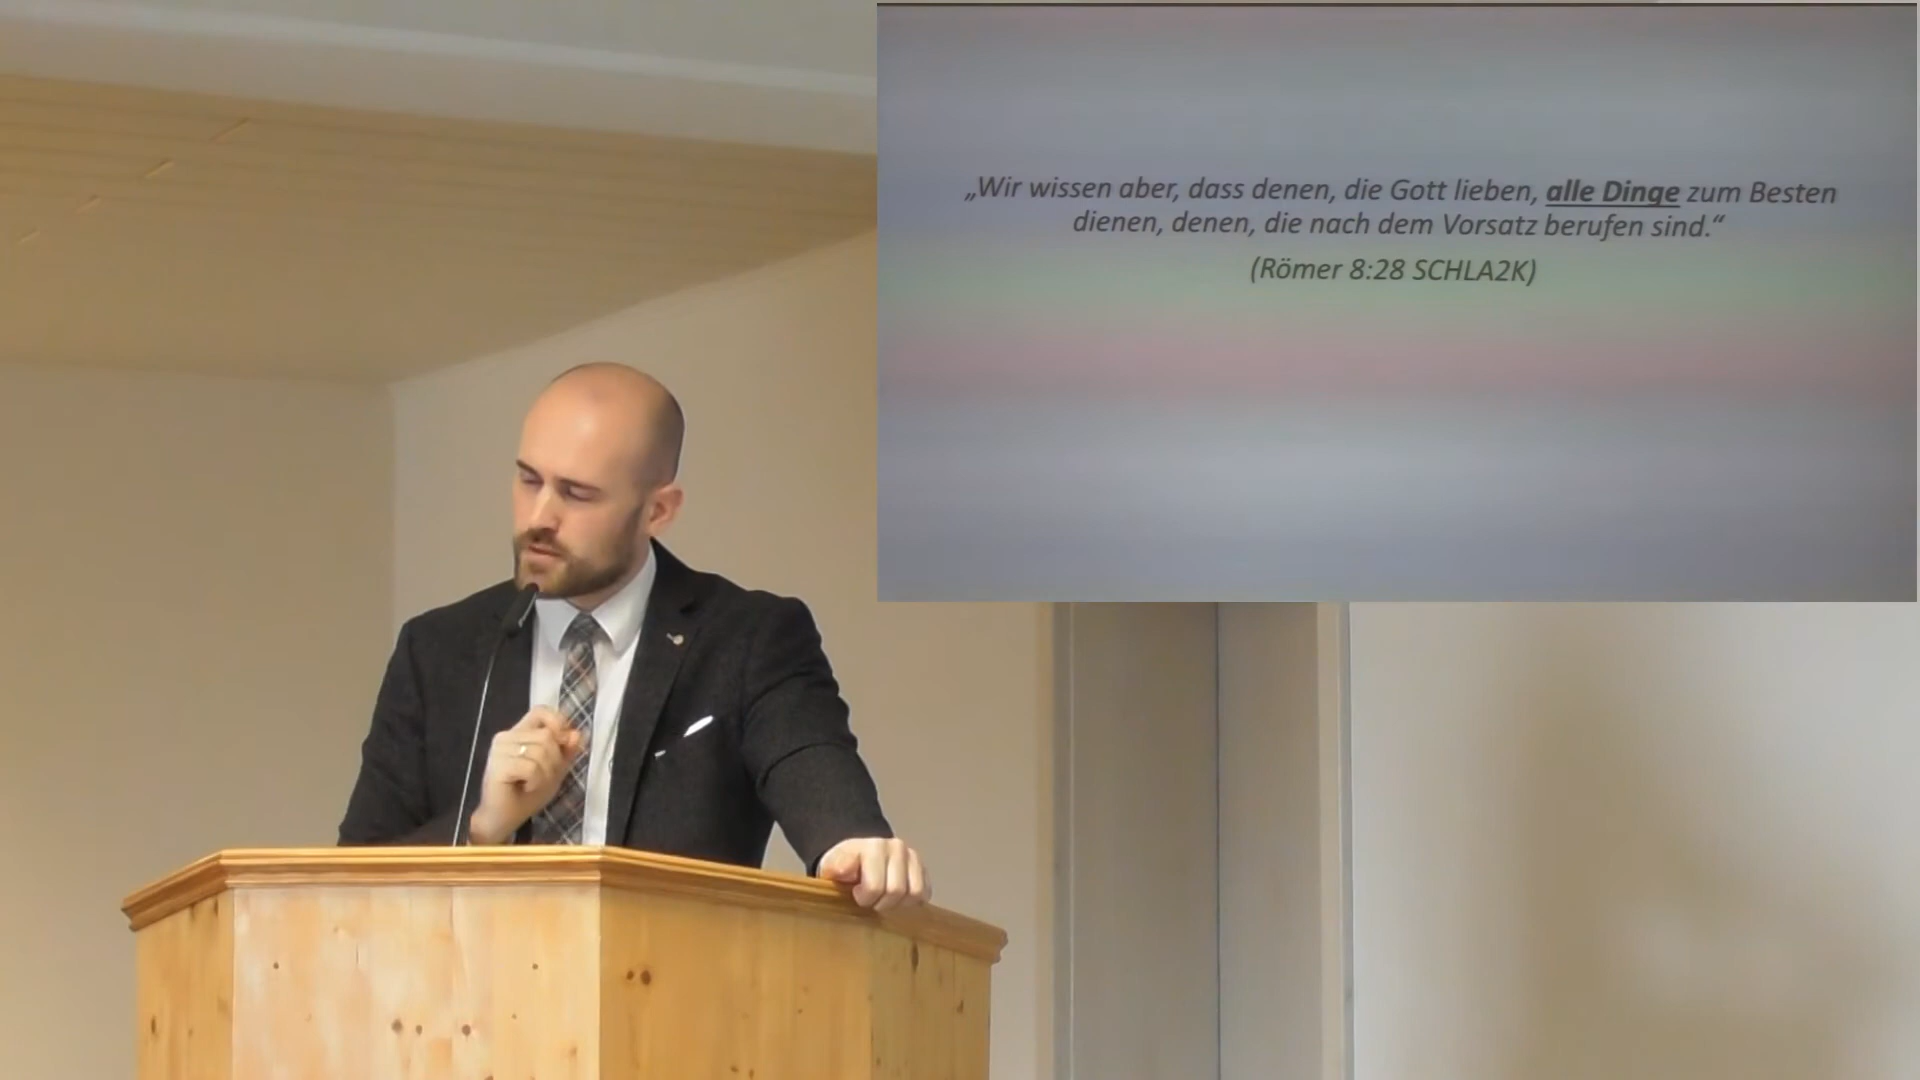 „Wir wissen aber, dass denen, die Gott lieben, alle Dinge zum Besten
dienen, denen, die nach dem Vorsatz berufen sind.“
(Römer 8:28 SCHLA2K)